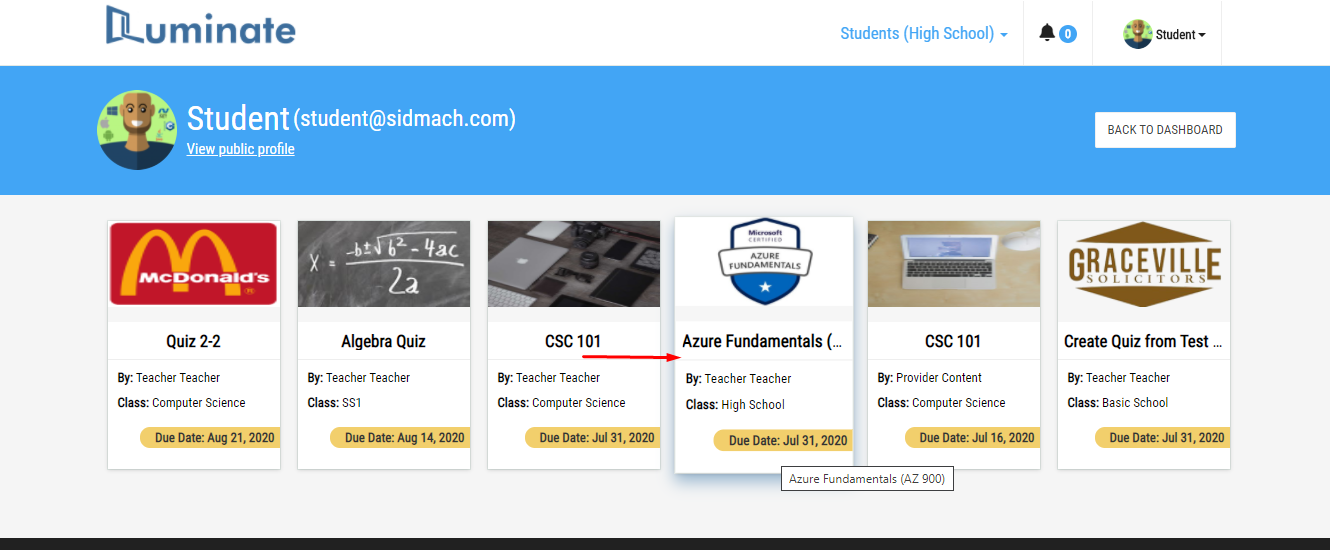 Luminate
Students (High School)
0
Student
Student (student@sidmach.com)
View public profile
BACK TO DASHBOARD
McDonald's
®
Quiz 2-2
By: Teacher Teacher
Class: Computer Science
Due Date: Aug 21, 2020
X = -b±√b²-4ac
2a
Algebra Quiz
By: Teacher Teacher
Class: SS1
Due Date: Aug 14, 2020
CSC 101
By: Teacher Teacher
Class: Computer Science
Due Date: Jul 31, 2020
Microsoft
CERTIFIED
AZURE
FUNDAMENTALS
Azure Fundamentals (...
By: Teacher Teacher
Class: High School
Due Date: Jul 31, 2020
Azure Fundamentals (AZ 900)
CSC 101
By: Provider Content
Class: Computer Science
Due Date: Jul 16, 2020
GRACEVILLE
SOLICITORS
Create Quiz from Test ...
By: Teacher Teacher
Class: Basic School
Due Date: Jul 31, 2020